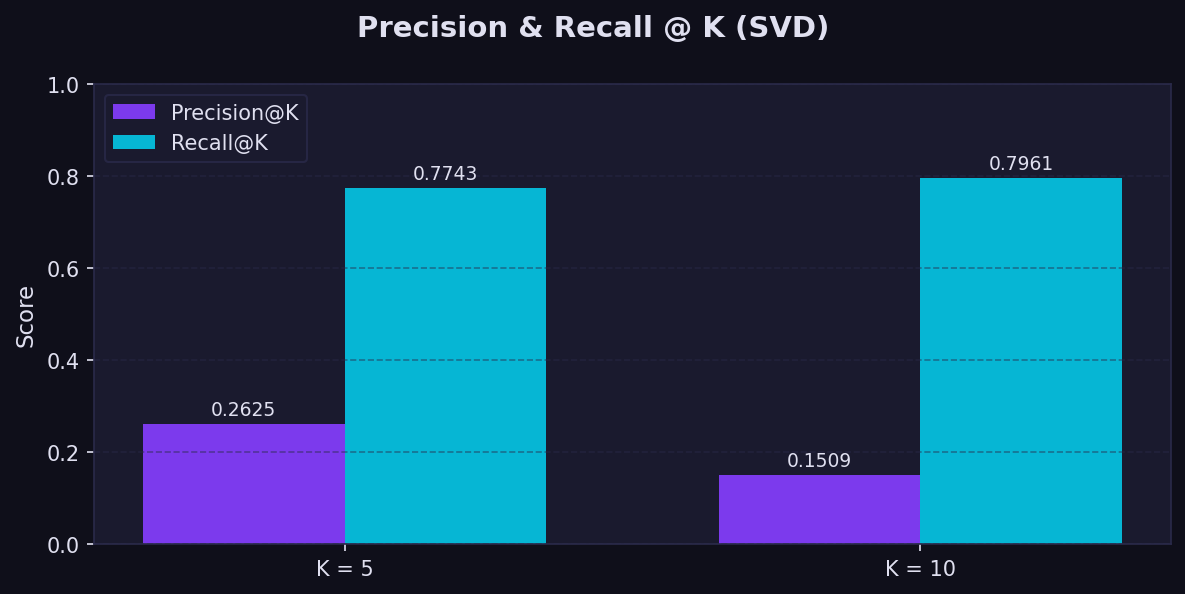 Precision & Recall @ K (SVD)
Precision@K
Recall@K
Score
1.0
0.8
0.6
0.4
0.2
0.0
0.2625
0.7743
0.1509
0.7961
K = 5
K = 10